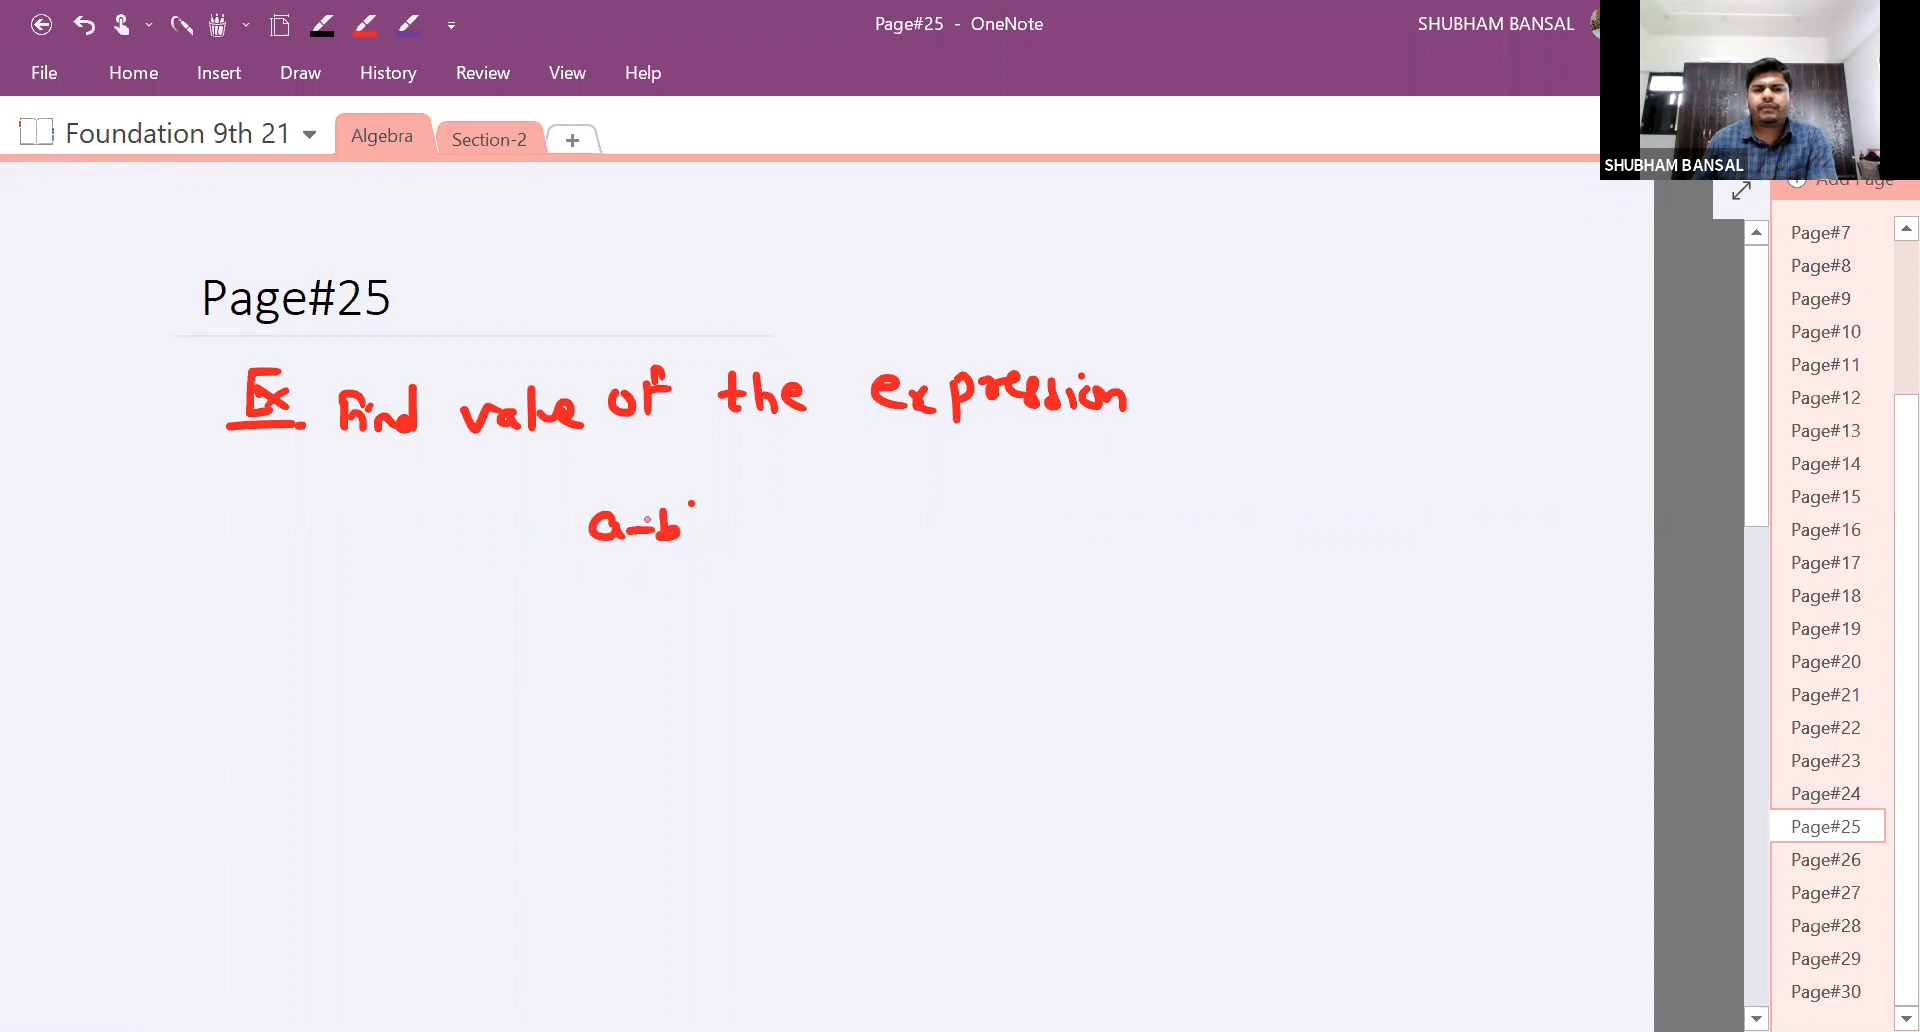 Page#25 - OneNote
SHUBHAM BANSAL
File Home Insert Draw History Review View Help
SHUBHAM BANSAL
Foundation 9th 21
Algebra
Section-2
+
Add Page
Page#25
Ex Find value of the expression
a-b
Page#7
Page#8
Page#9
Page#10
Page#11
Page#12
Page#13
Page#14
Page#15
Page#16
Page#17
Page#18
Page#19
Page#20
Page#21
Page#22
Page#23
Page#24
Page#25
Page#26
Page#27
Page#28
Page#29
Page#30